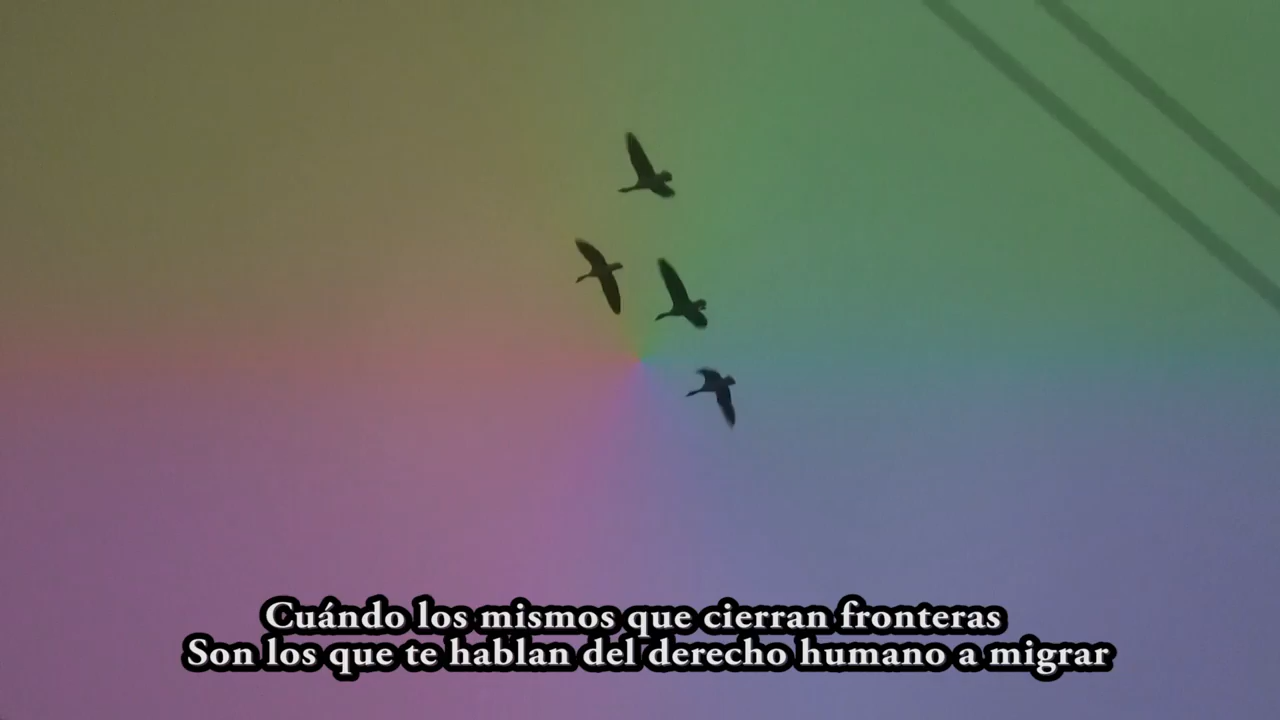 Cuándo los mismos que cierran fronteras
Son los que te hablan del derecho humano a migrar